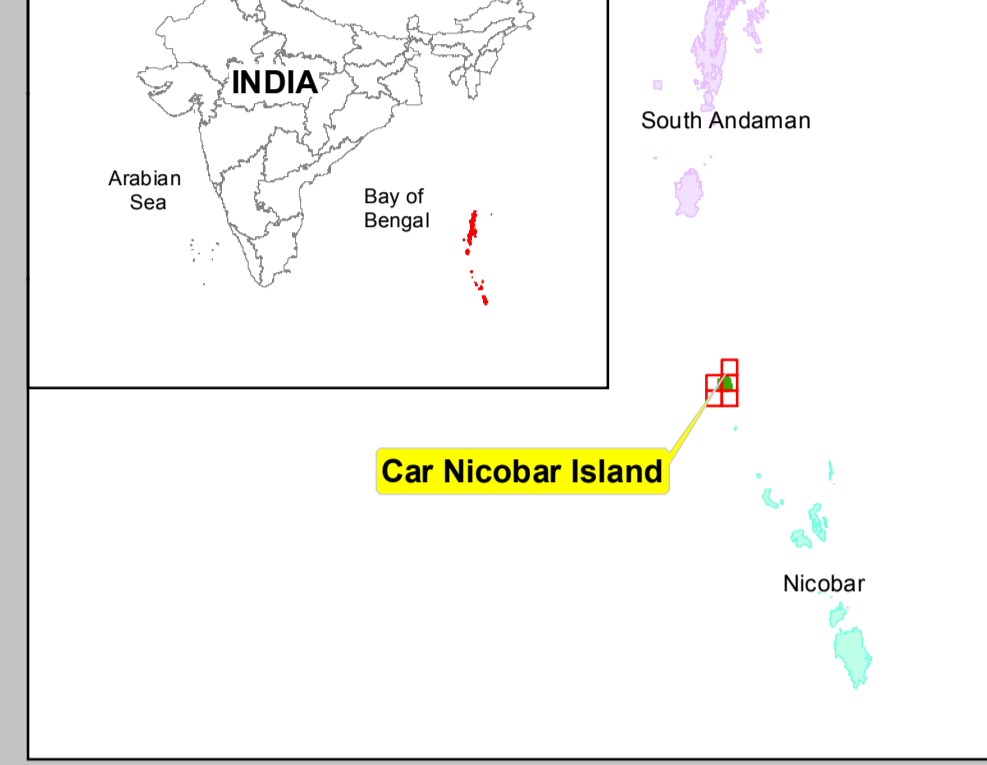 INDIA
South Andaman
Arabian
Sea
Bay of
Bengal
Car Nicobar Island
Nicobar